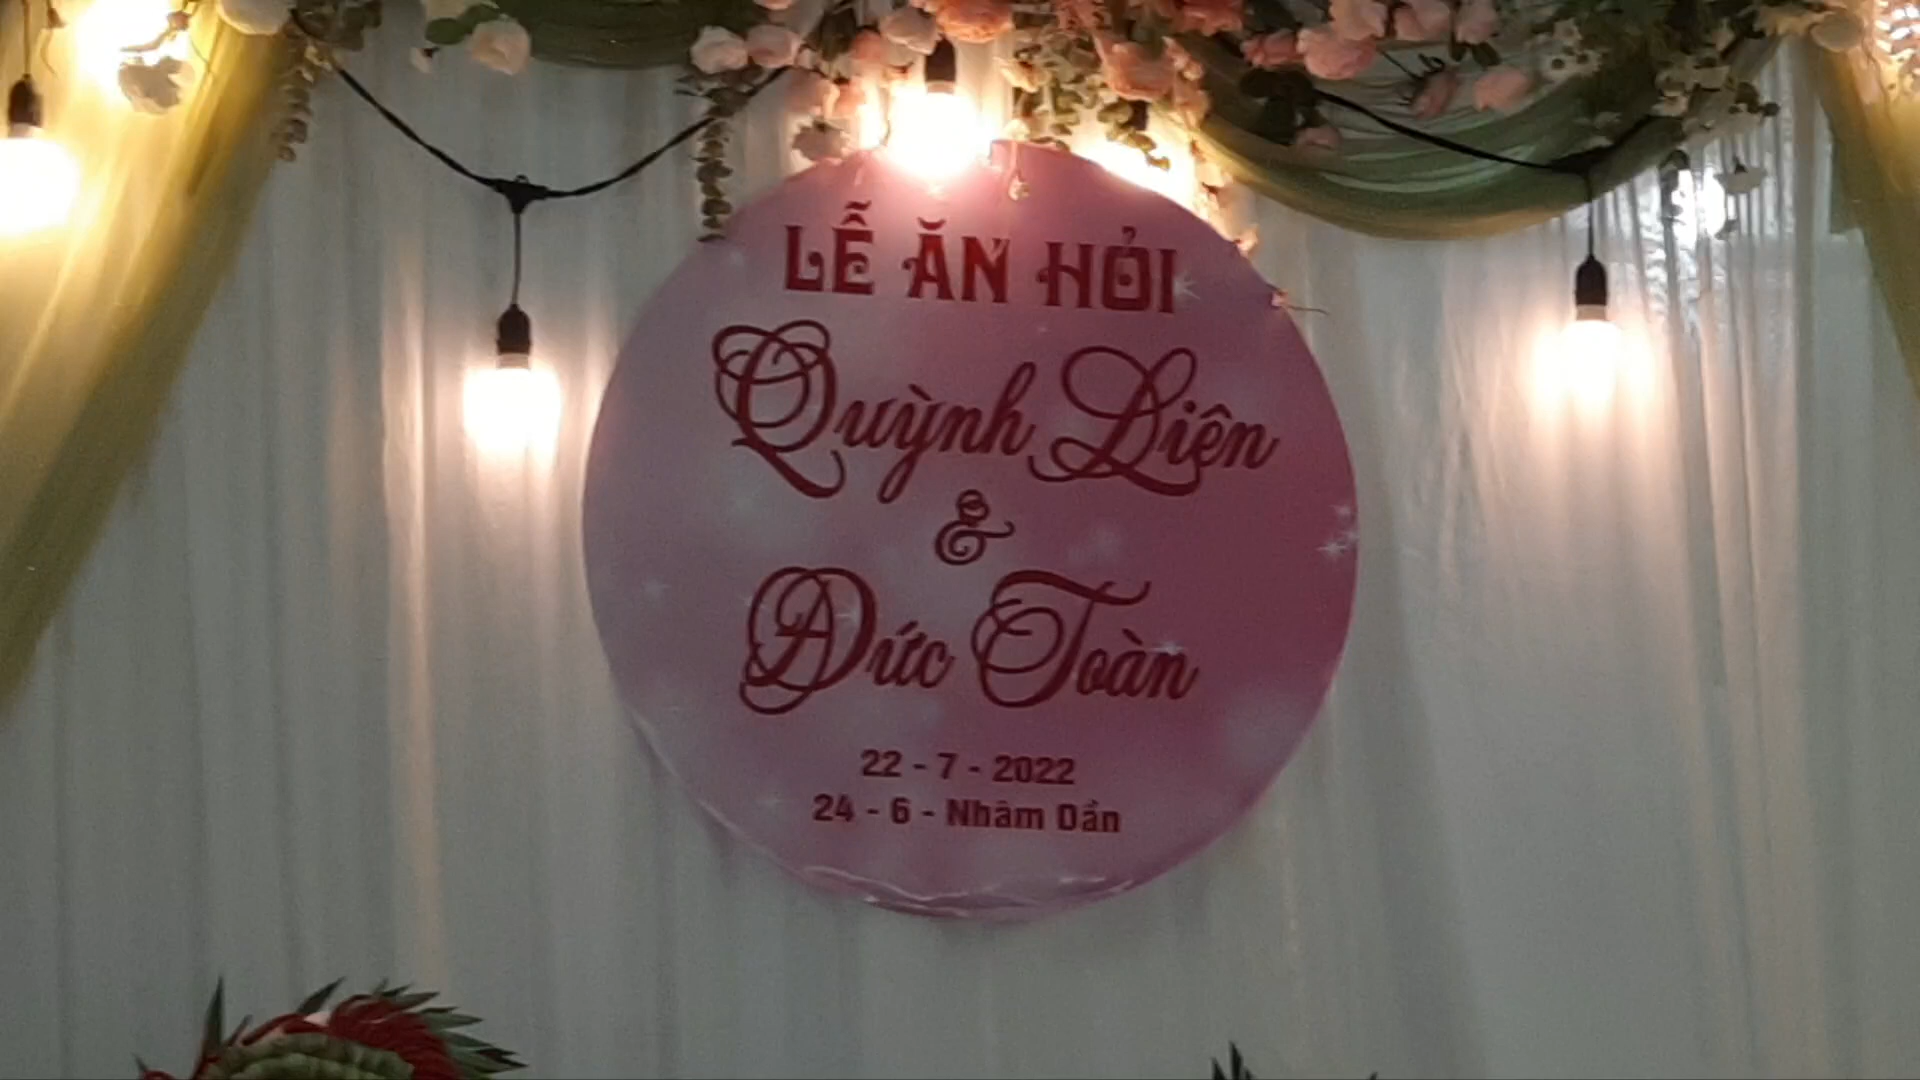 LỄ ĂN HỎI
Quỳnh Liên
&
Đức Toàn
22 - 7 - 2022
24 - 6 - Nhâm Dần